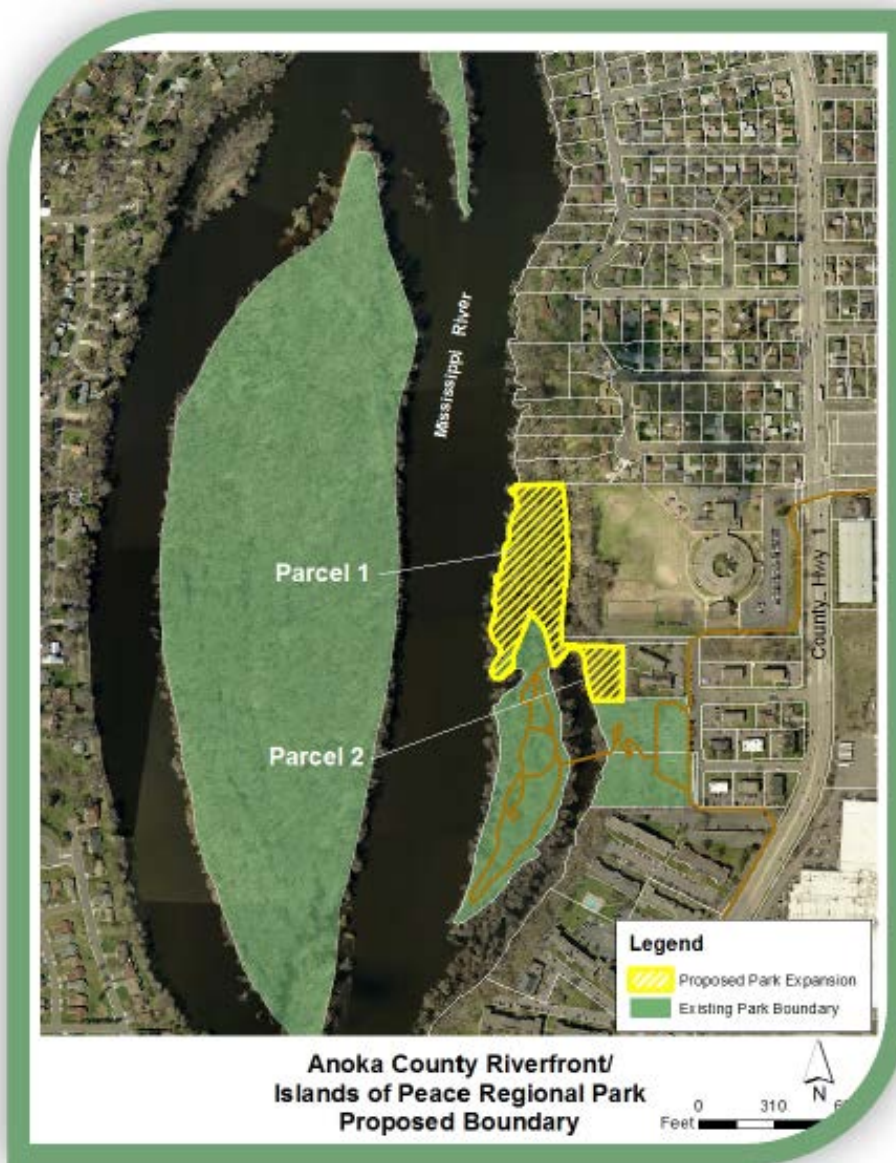 Mississippi River
Parcel 1
County Hwy 1
Parcel 2
Legend
Proposed Park Expansion
Existing Park Boundary
Anoka County Riverfront/
Islands of Peace Regional Park
Proposed Boundary
N
0 310
Feet